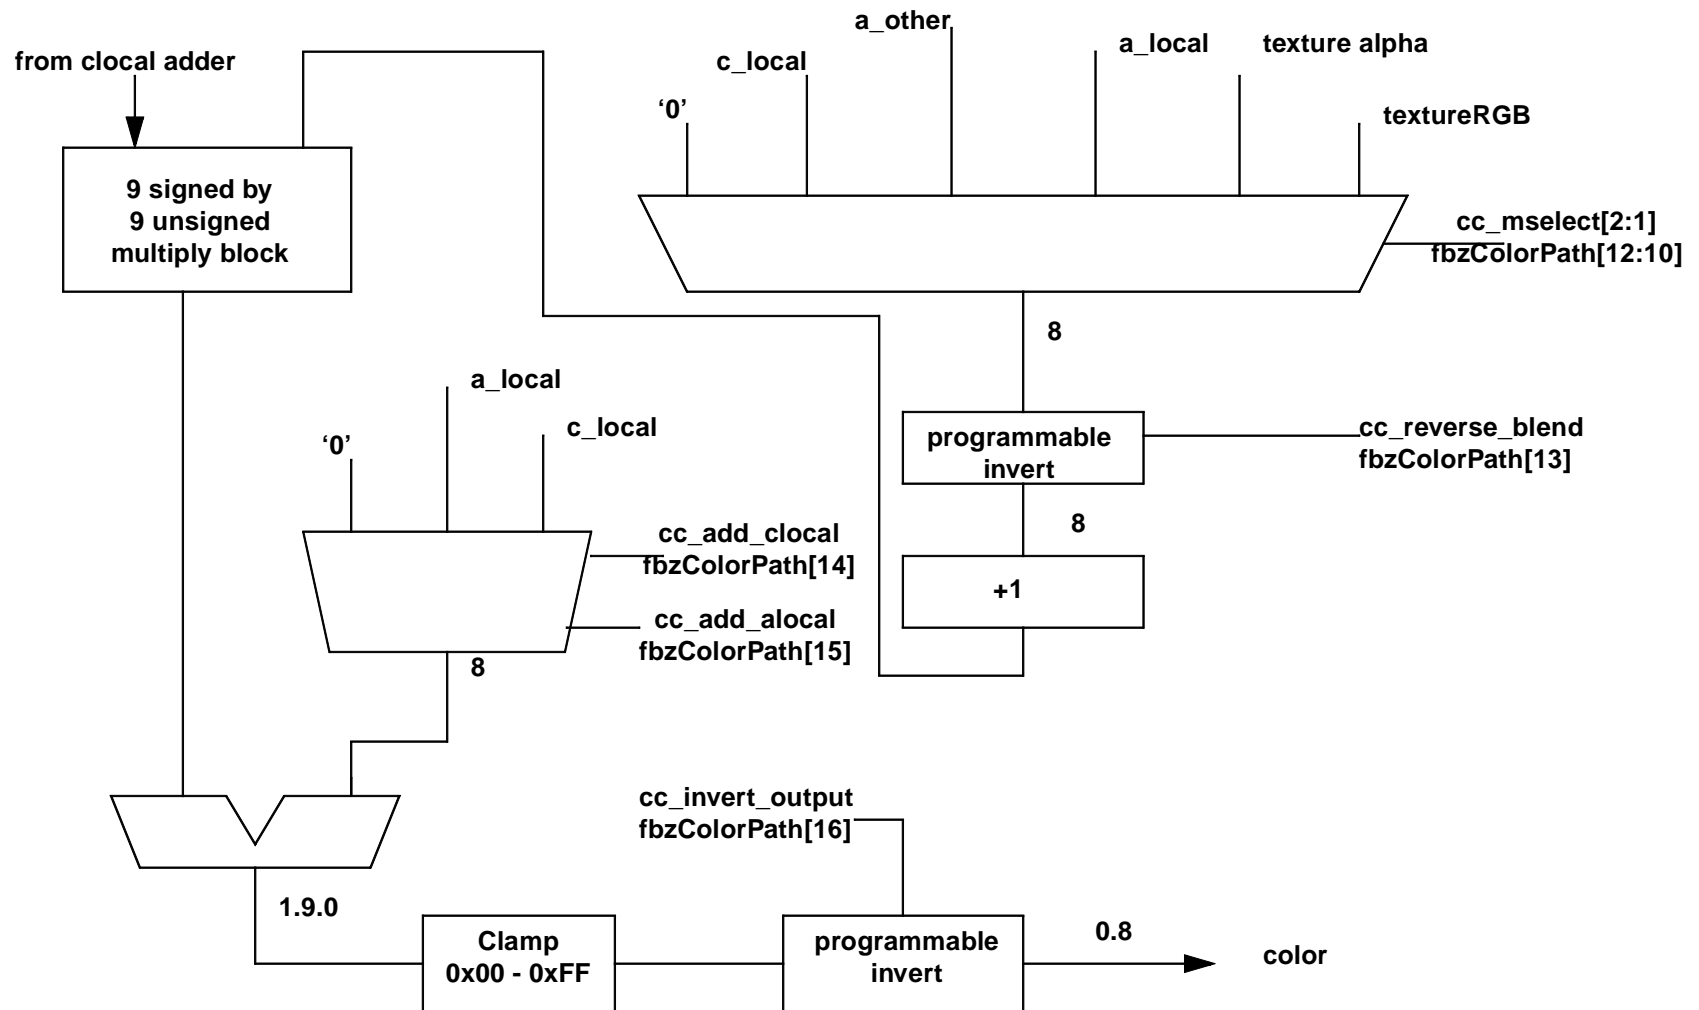 a_other
from clocal adder
c_local
a_local
texture alpha
‘0’
textureRGB
9 signed by
9 unsigned
multiply block
cc_mselect[2:1]
fbzColorPath[12:10]
8
a_local
‘0’
c_local
programmable
invert
cc_reverse_blend
fbzColorPath[13]
8
cc_add_clocal
fbzColorPath[14]
+1
cc_add_alocal
fbzColorPath[15]
8
cc_invert_output
fbzColorPath[16]
1.9.0
Clamp
0x00 - 0xFF
programmable
invert
0.8
color